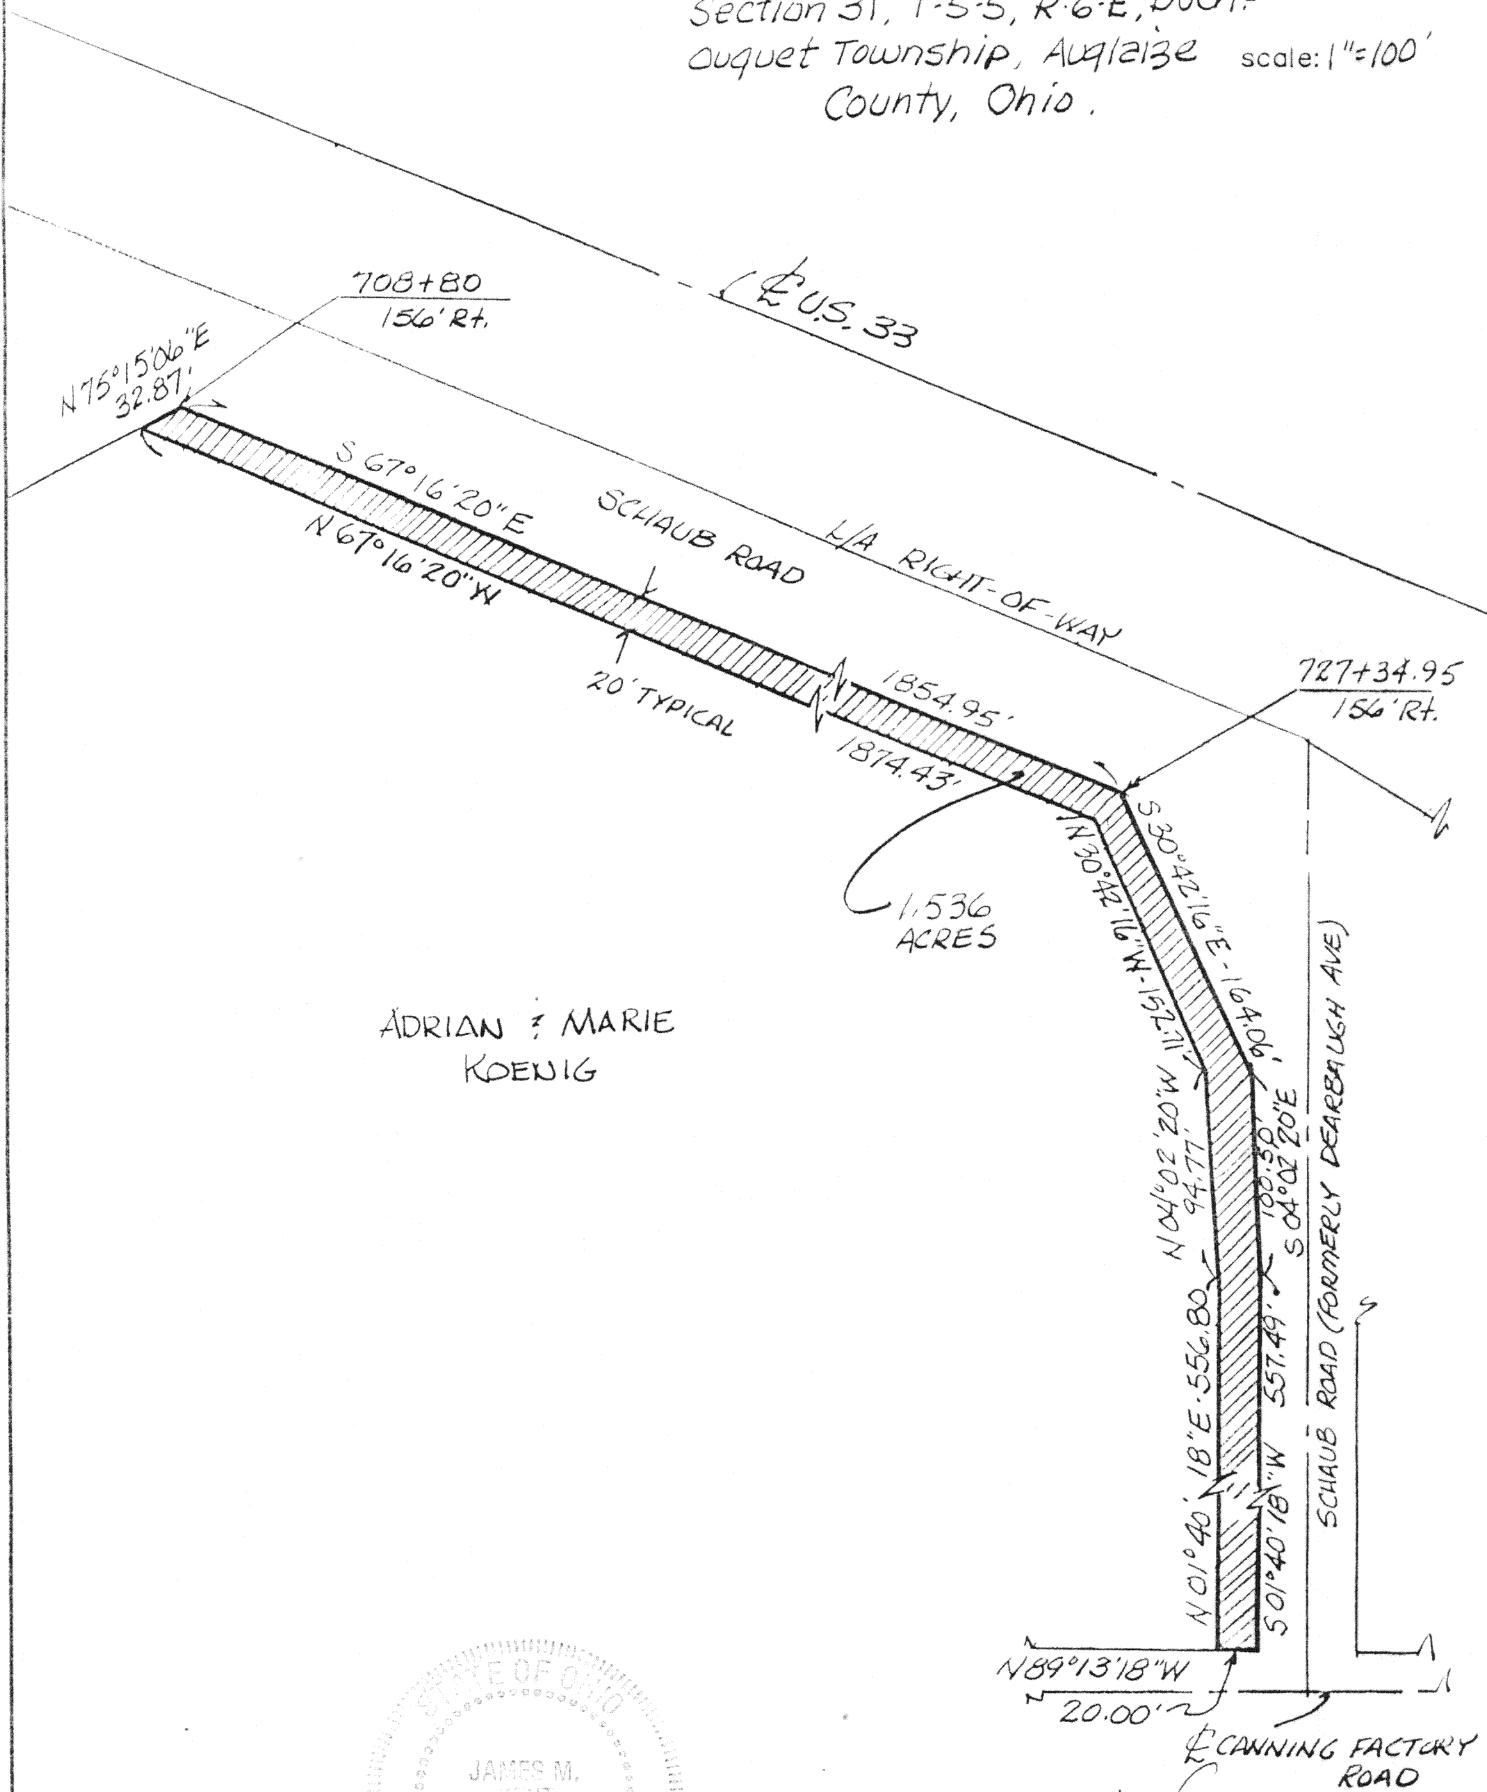 Section 31, T-5-S, R-6-E,
ouquet Township, Auglaize scale: 1"=100'
County, Ohio.
℄ U.S. 33
708+80
156' Rt.
N 75°15'06"E
32.87'
S 67°16'20"E
N 67°16'20"W
SCHAUB ROAD
L/A RIGHT-OF-WAY
20' TYPICAL
1854.95'
1874.43'
727+34.95
156' Rt.
1.536
ACRES
S 30°42'16"E - 164.06'
N 30°42'16"W - 152.71'
ADRIAN & MARIE
KOENIG
N 04°02'20"W
94.77'
100.50'
S 04°02'20"E
SCHAUB ROAD (FORMERLY DEARBAUGH AVE)
N 01°40'18"E - 556.80
S 01°40'18"W 557.49'
N 89°13'18"W
20.00'
℄ CANNING FACTORY
ROAD
STATE OF OHIO
JAMES M.